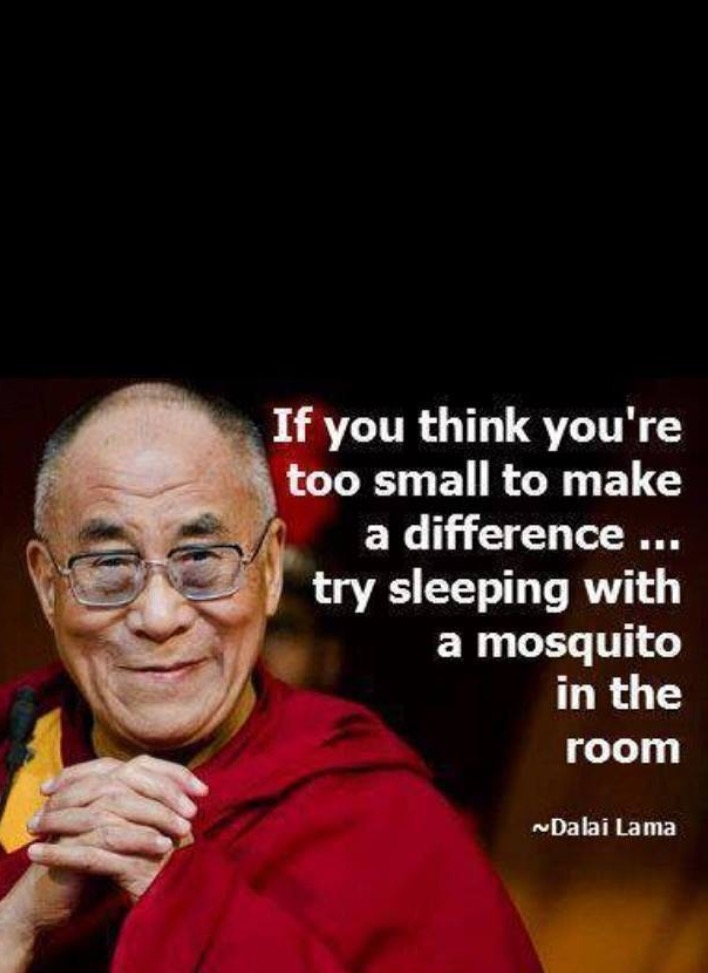 If you think you're
too small to make
a difference ...
try sleeping with
a mosquito
in the
room
~Dalai Lama